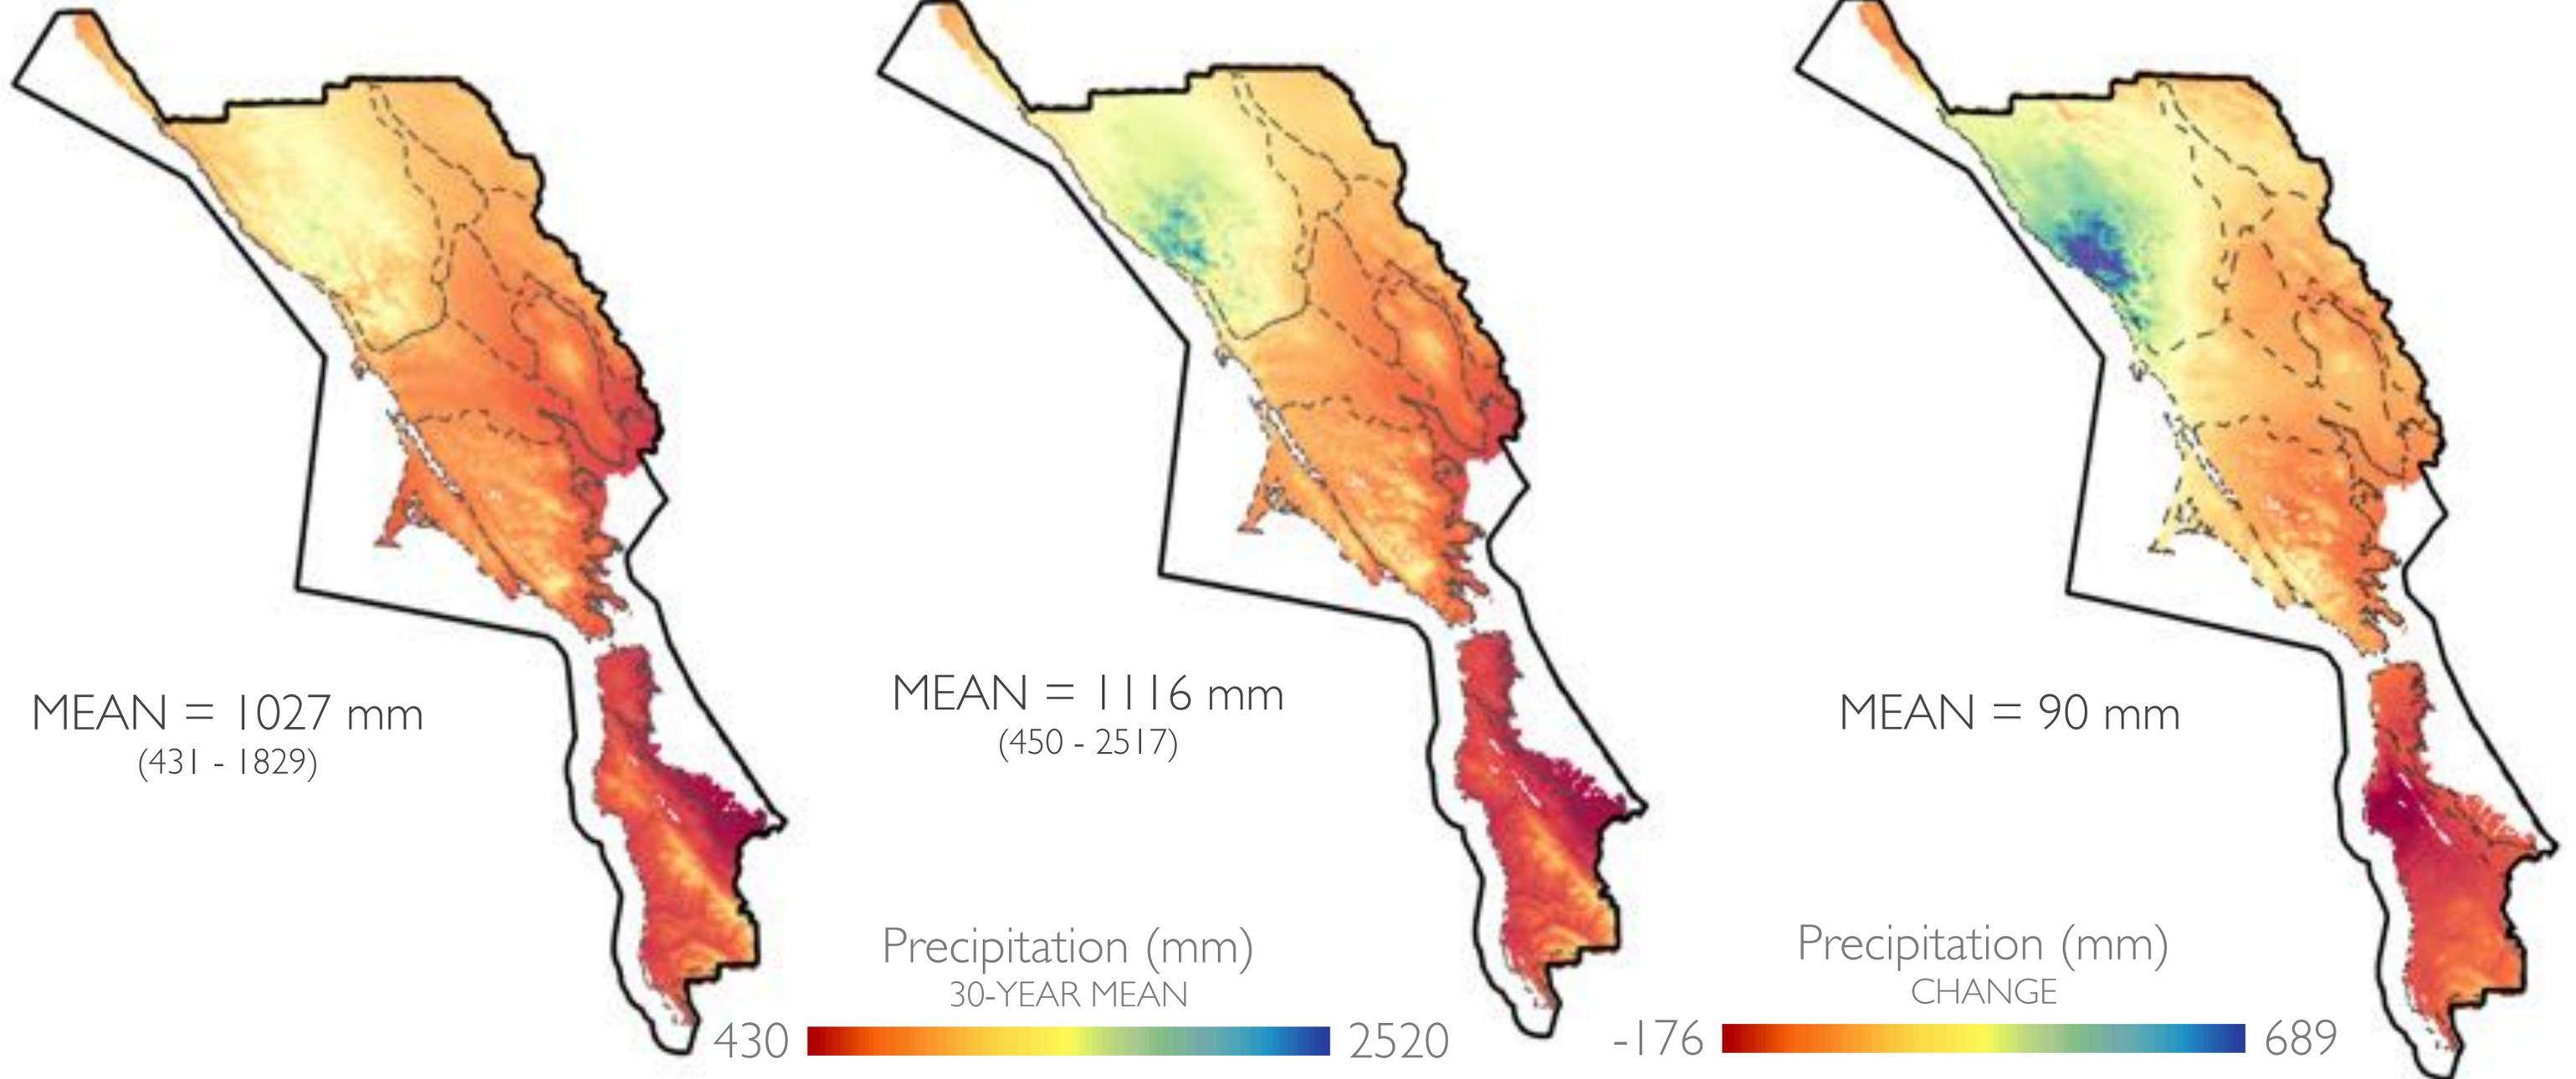 MEAN = 1027 mm
(431 - 1829)
MEAN = 1116 mm
(450 - 2517)
MEAN = 90 mm
Precipitation (mm)
30-YEAR MEAN
430
2520
Precipitation (mm)
CHANGE
-176
689